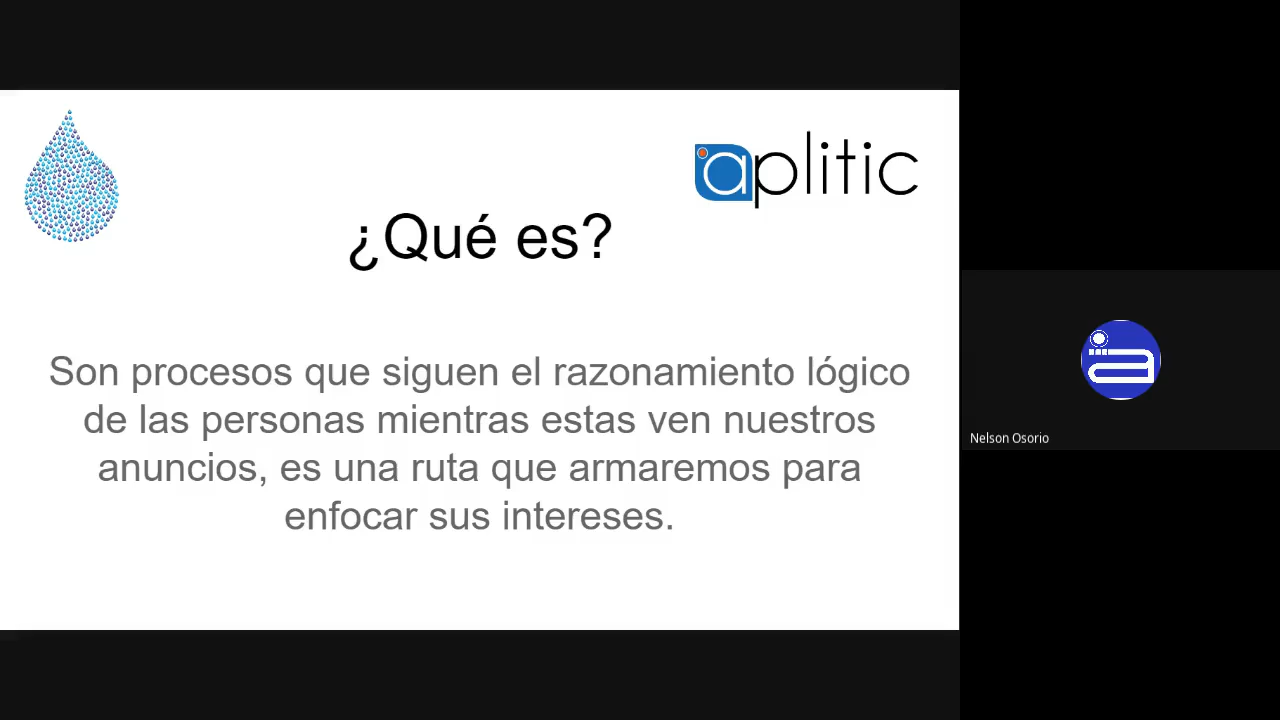 aplitic
¿Qué es?
Son procesos que siguen el razonamiento lógico
de las personas mientras estas ven nuestros
anuncios, es una ruta que armaremos para
enfocar sus intereses.
Nelson Osorio